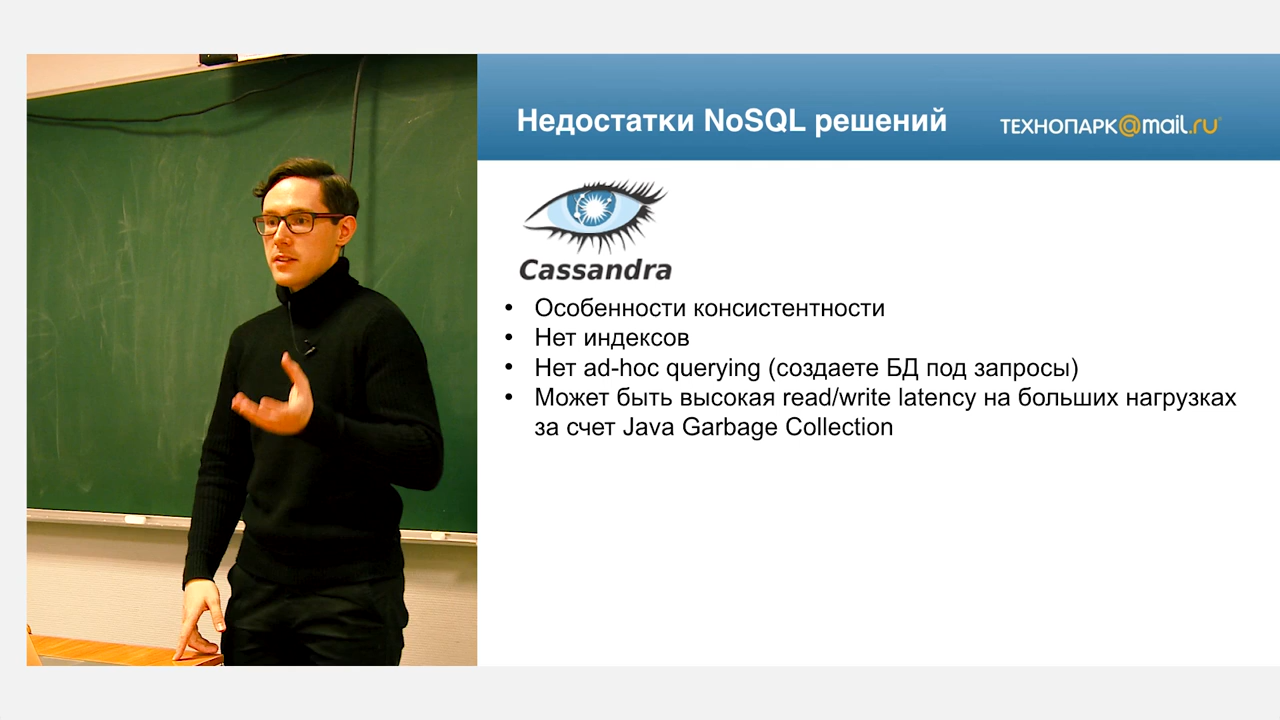 Недостатки NoSQL решений
ТЕХНОПАРК@mail.ru
Cassandra
• Особенности консистентности
• Нет индексов
• Нет ad-hoc querying (создаете БД под запросы)
• Может быть высокая read/write latency на больших нагрузках
за счет Java Garbage Collection